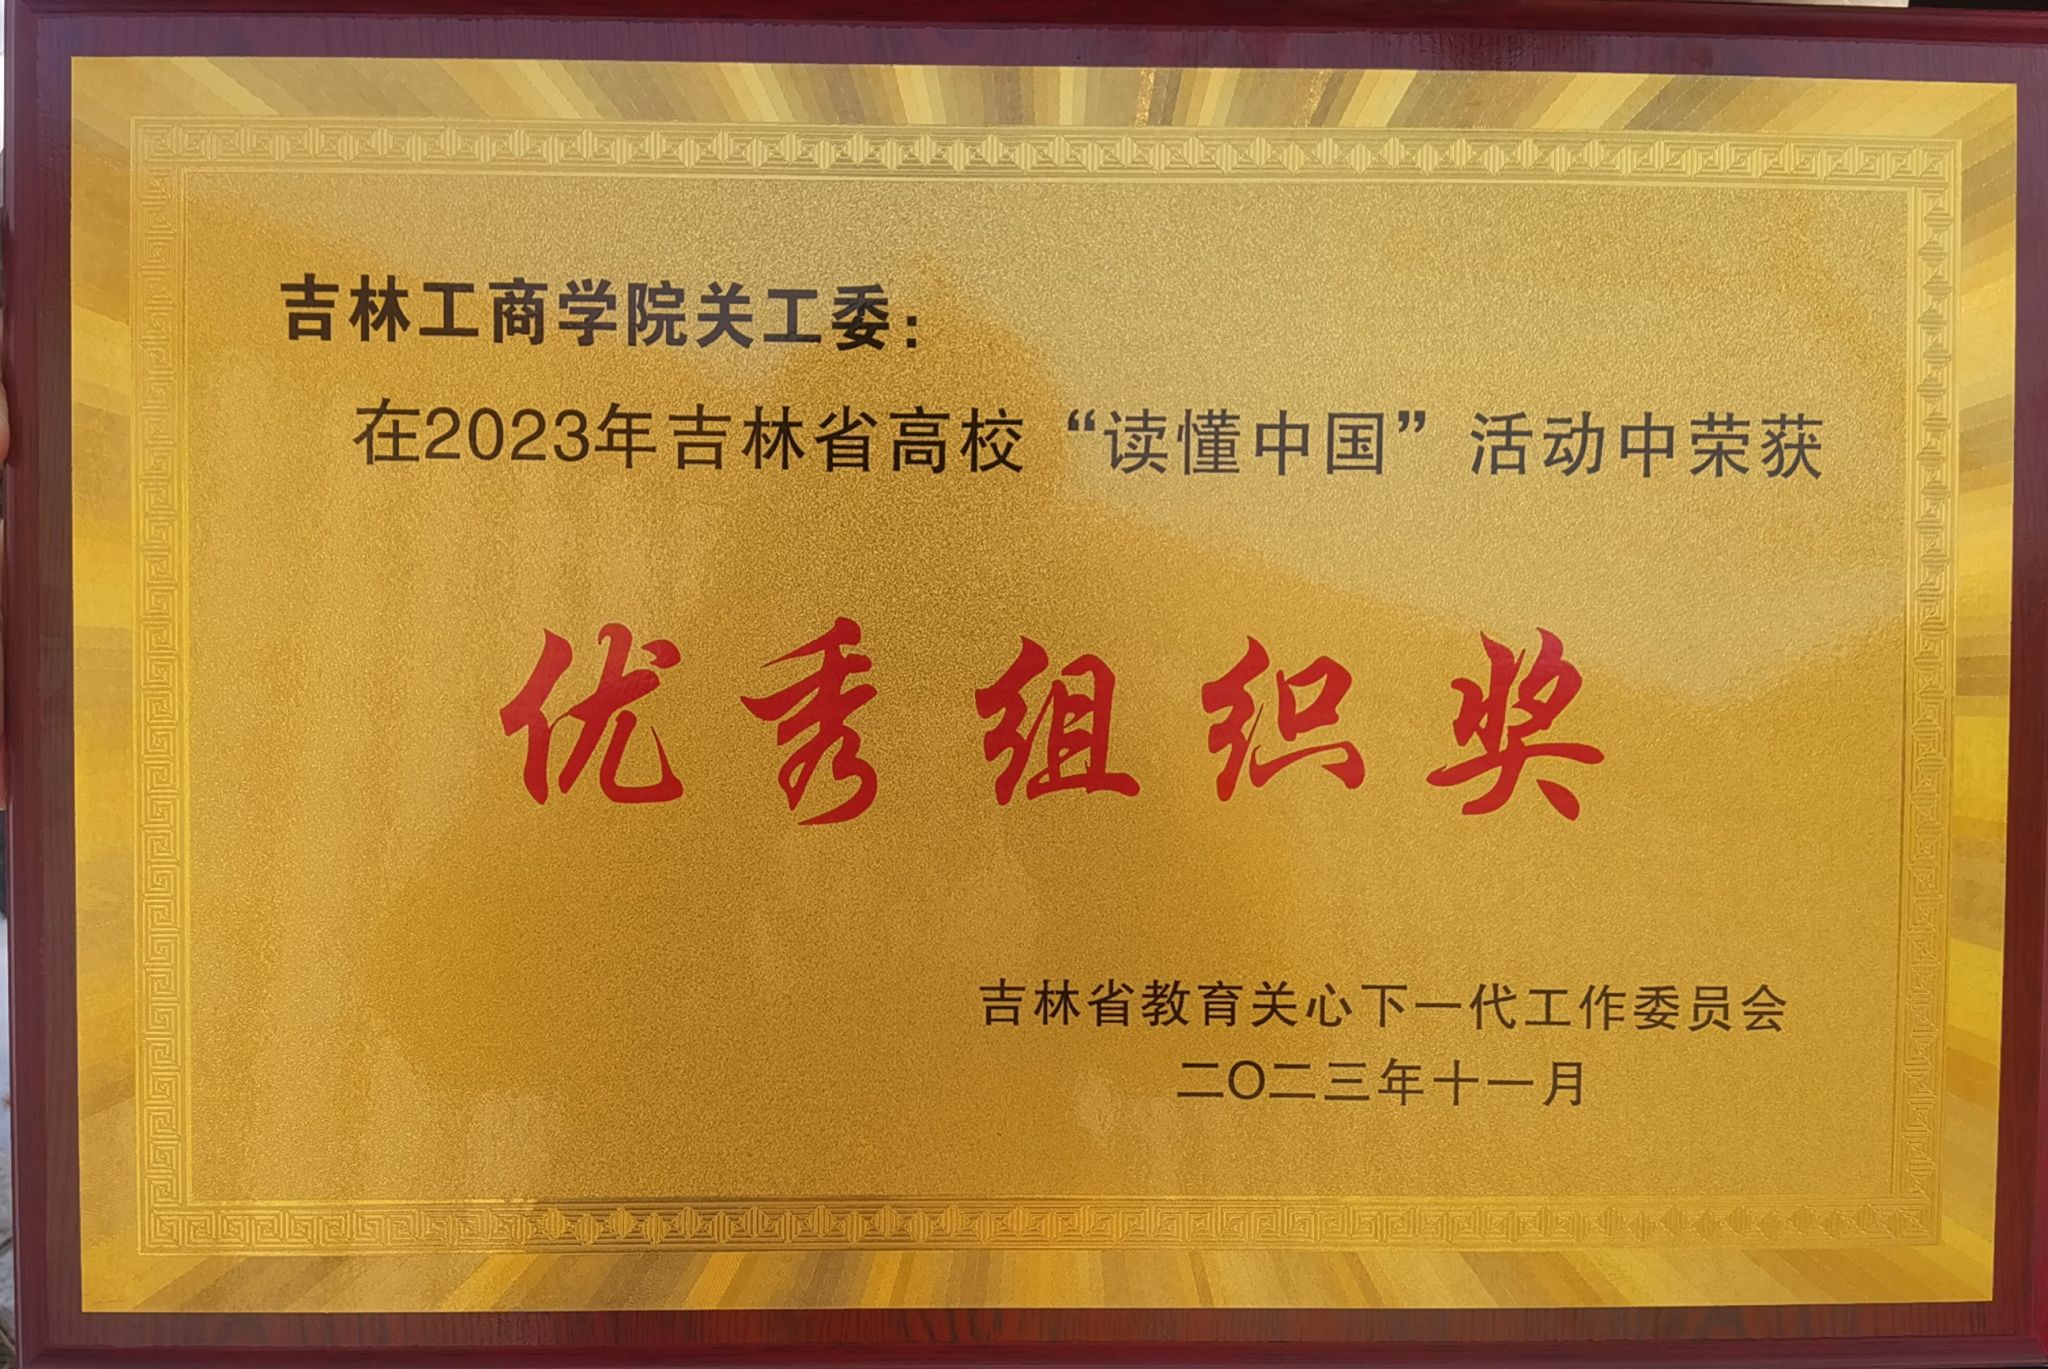 吉林工商学院关工委：
在2023年吉林省高校“读懂中国”活动中荣获
优秀组织奖
吉林省教育关心下一代工作委员会
二〇二三年十一月